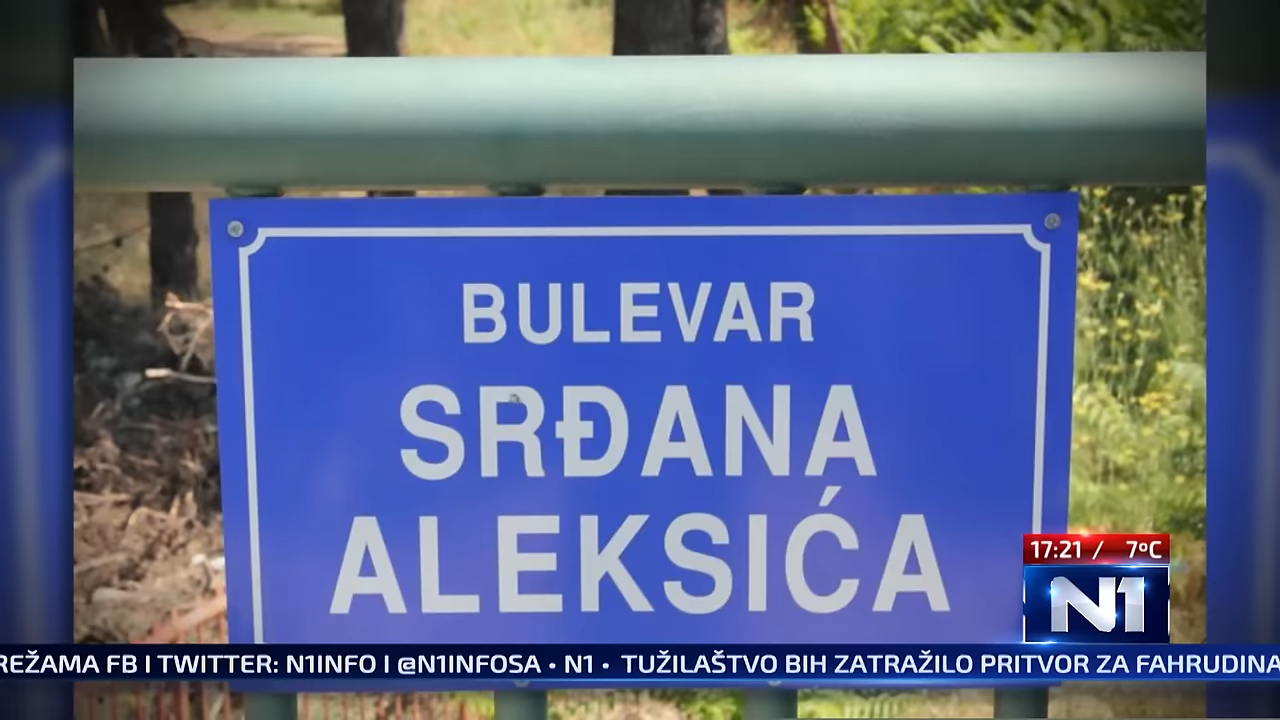 BULEVAR
SRĐANA
ALEKSIĆA
17:21 / 7ºC
N1
REŽAMA FB I TWITTER: N1INFO I @N1INFOSA • N1 • TUŽILAŠTVO BIH ZATRAŽILO PRITVOR ZA FAHRUDINA